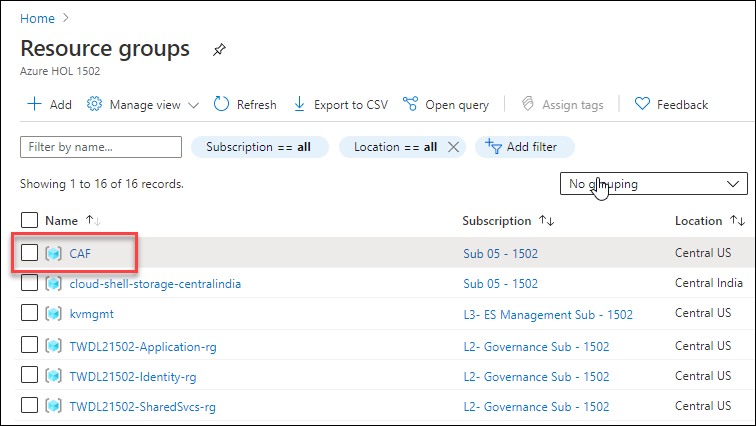 Home >
Resource groups
Azure HOL 1502
Add Manage view Refresh Export to CSV Open query Assign tags Feedback
Filter by name... Subscription == all Location == all Add filter
Showing 1 to 16 of 16 records. No grouping
Name Subscription Location
CAF Sub 05 - 1502 Central US
cloud-shell-storage-centralindia Sub 05 - 1502 Central India
kvmgmt L3- ES Management Sub - 1502 Central US
TWDL21502-Application-rg L2- Governance Sub - 1502 Central US
TWDL21502-Identity-rg L2- Governance Sub - 1502 Central US
TWDL21502-SharedSvcs-rg L2- Governance Sub - 1502 Central US